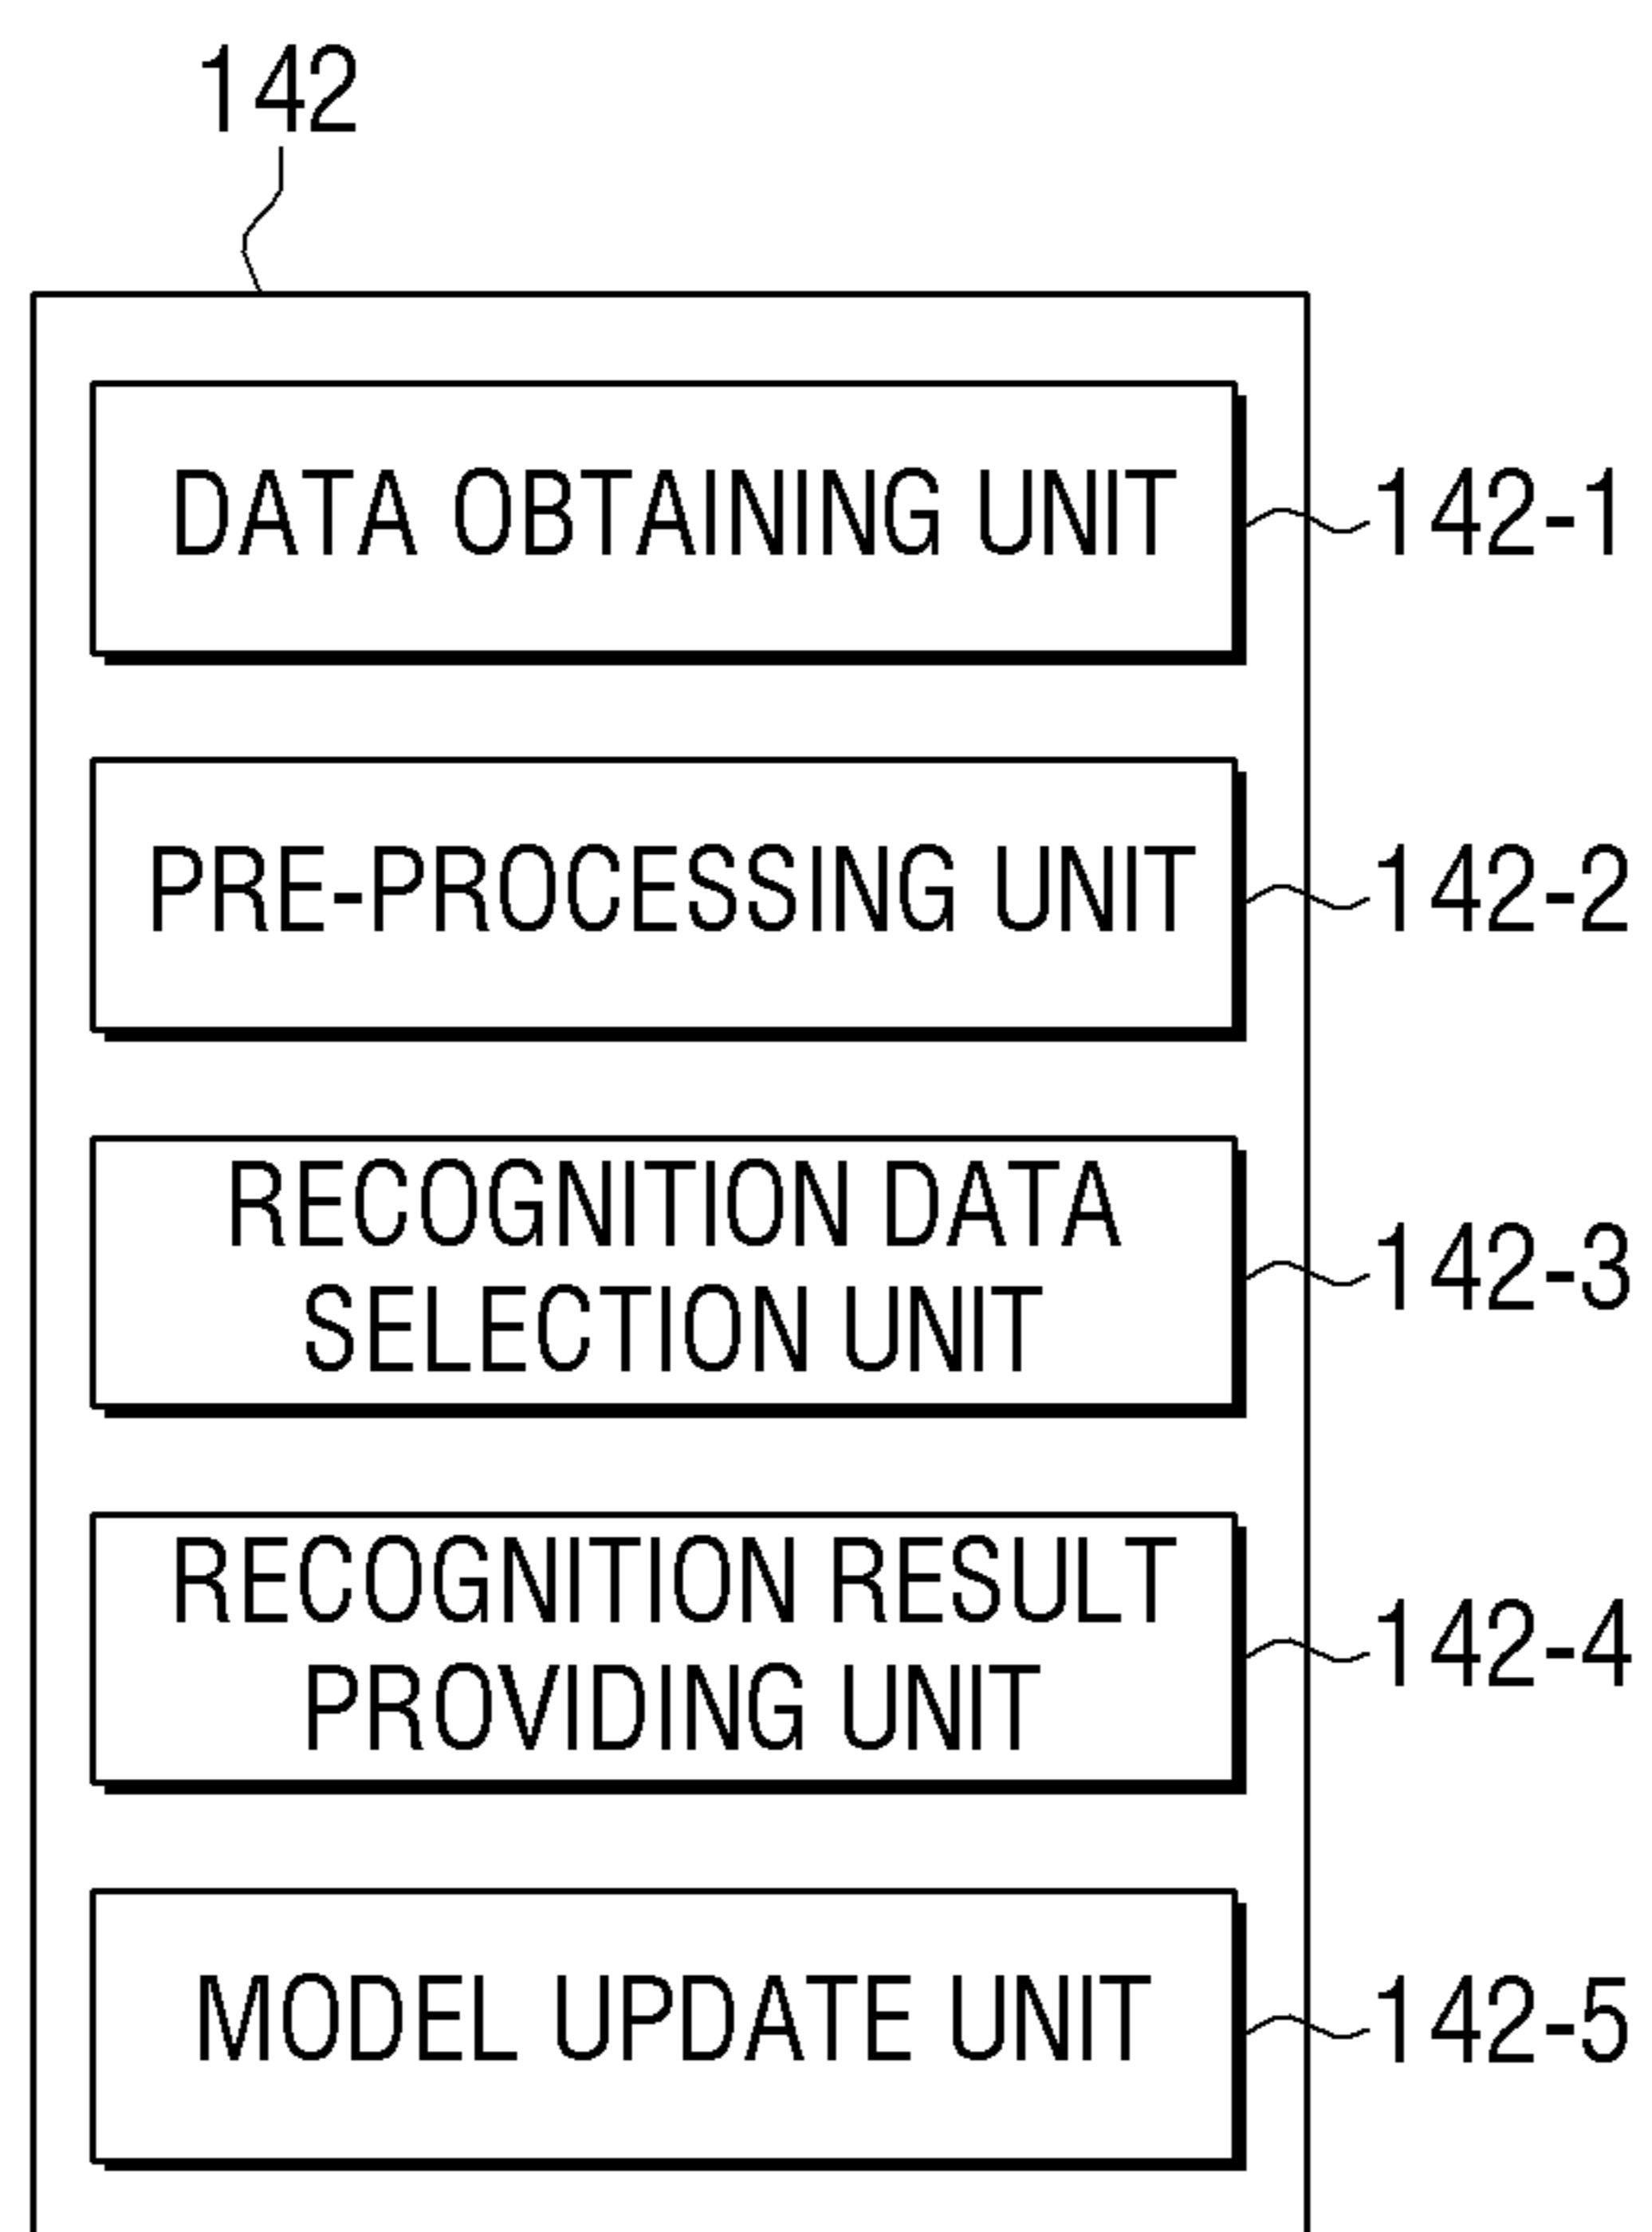 142
DATA OBTAINING UNIT
142-1
PRE-PROCESSING UNIT
142-2
RECOGNITION DATA
SELECTION UNIT
142-3
RECOGNITION RESULT
PROVIDING UNIT
142-4
MODEL UPDATE UNIT
142-5